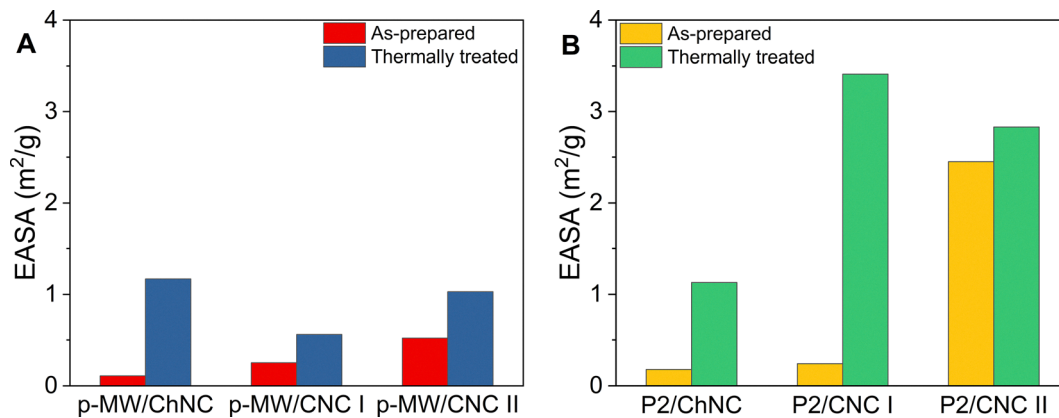 A
As-prepared
Thermally treated
EASA (m²/g)
4
3
2
1
0
p-MW/ChNC
p-MW/CNC I
p-MW/CNC II
B
As-prepared
Thermally treated
EASA (m²/g)
4
3
2
1
0
P2/ChNC
P2/CNC I
P2/CNC II